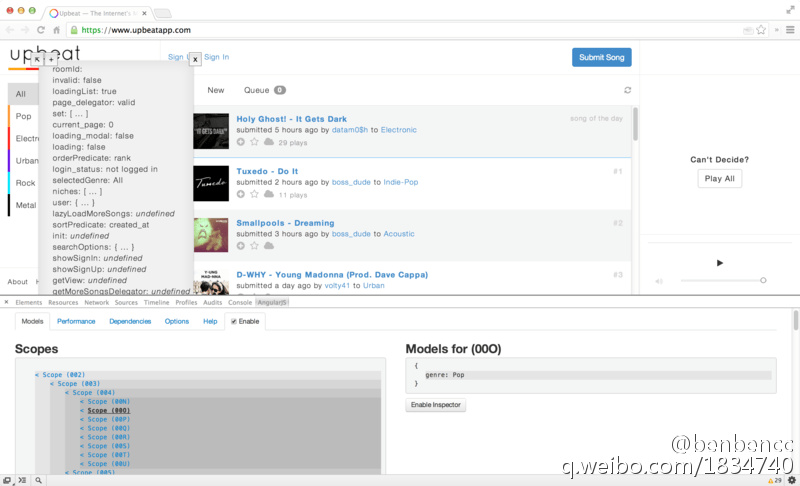 Upbeat — The Internet's H
https://www.upbeatapp.com
upbeat
Sign
Sign In
Submit Song
All
Pop
Electro
Urban
Rock
Metal
About
x
roomId:
invalid: false
loadingList: true
page_delegator: valid
set: [ ... ]
current_page: 0
loading_modal: false
loading: false
orderPredicate: rank
login_status: not logged in
selectedGenre: All
niches: [ ... ]
user: { ... }
lazyLoadMoreSongs: undefined
sortPredicate: created_at
init: undefined
searchOptions: { ... }
showSignIn: undefined
showSignUp: undefined
getView: undefined
getMoreSongsDelegator: undefined
New
Queue 0
Holy Ghost! - It Gets Dark
song of the day
submitted 5 hours ago by datam0$h to Electronic
29 plays
"IT GETS DARK"
Tuxedo - Do It
#1
submitted 2 hours ago by boss_dude to Indie-Pop
11 plays
Tuxedo
Smallpools - Dreaming
#2
submitted 3 hours ago by boss_dude to Acoustic
D-WHY - Young Madonna (Prod. Dave Cappa)
#3
submitted a day ago by volty41 to Urban
Y-UNG
MAD-NNA
Can't Decide?
Play All
Elements
Resources
Network
Sources
Timeline
Profiles
Audits
Console
AngularJS
Models
Performance
Dependencies
Options
Help
Enable
Scopes
< Scope (002)
< Scope (003)
< Scope (004)
< Scope (00N)
< Scope (00O)
< Scope (00P)
< Scope (00Q)
< Scope (00R)
< Scope (00S)
< Scope (00T)
< Scope (00U)
< Scope (005)
Models for (00O)
{
genre: Pop
}
Enable Inspector
29
@benbencc
q.weibo.com/1834740